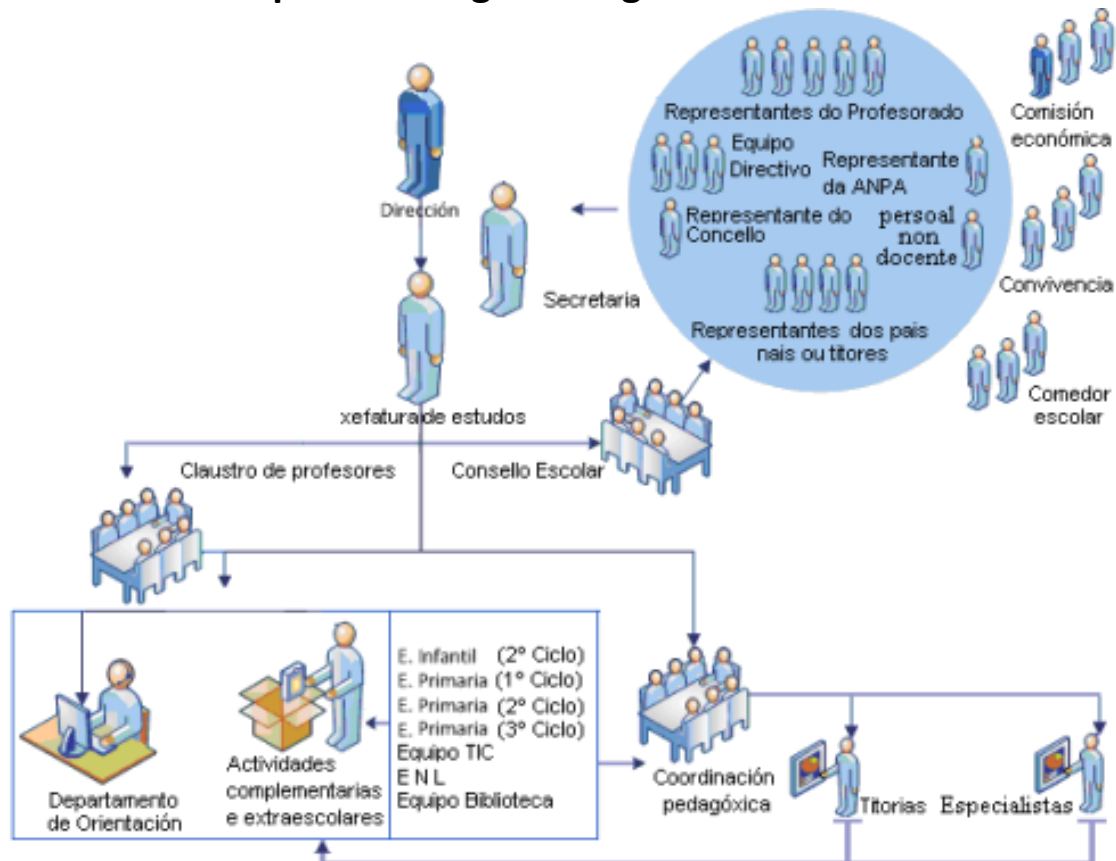 Representantes do Profesorado
Comisión
económica
Equipo
Directivo
Representante
da ANPA
Dirección
Representante do
Concello
persoal
non
docente
Convivencia
Secretaria
Representantes dos pais
nais ou titores
Comedor
escolar
xefatura de estudos
Claustro de profesores
Consello Escolar
E. Infantil (2º Ciclo)
E. Primaria (1º Ciclo)
E. Primaria (2º Ciclo)
E. Primaria (3º Ciclo)
Equipo TIC
E N L
Equipo Biblioteca
Actividades
complementarias
e extraescolares
Departamento
de Orientación
Coordinación
pedagóxica
Titorias
Especialistas